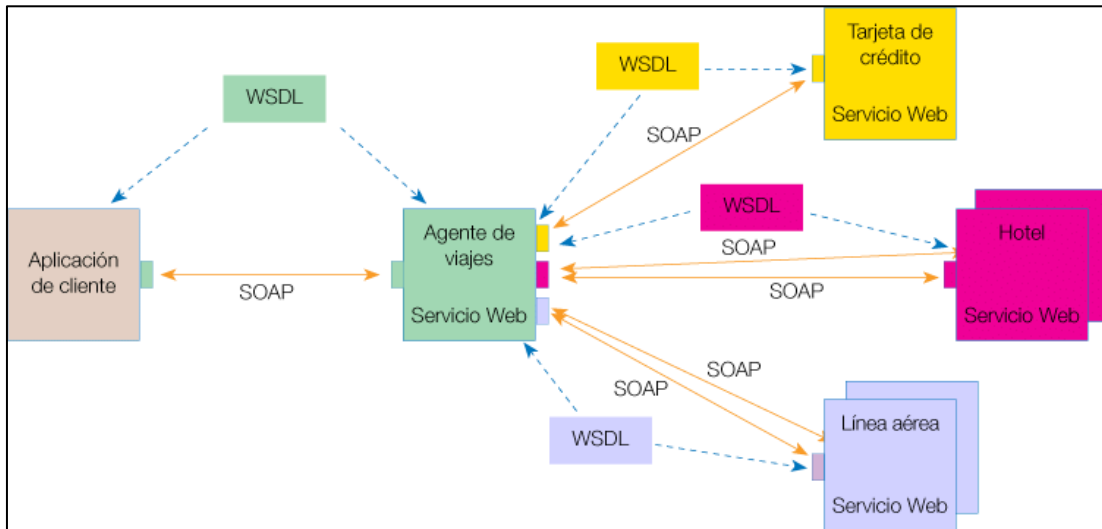 Tarjeta de
crédito
Servicio Web
WSDL
WSDL
SOAP
WSDL
Hotel
Servicio Web
SOAP
SOAP
Aplicación
de cliente
SOAP
Agente de
viajes
Servicio Web
SOAP
SOAP
WSDL
Línea aérea
Servicio Web